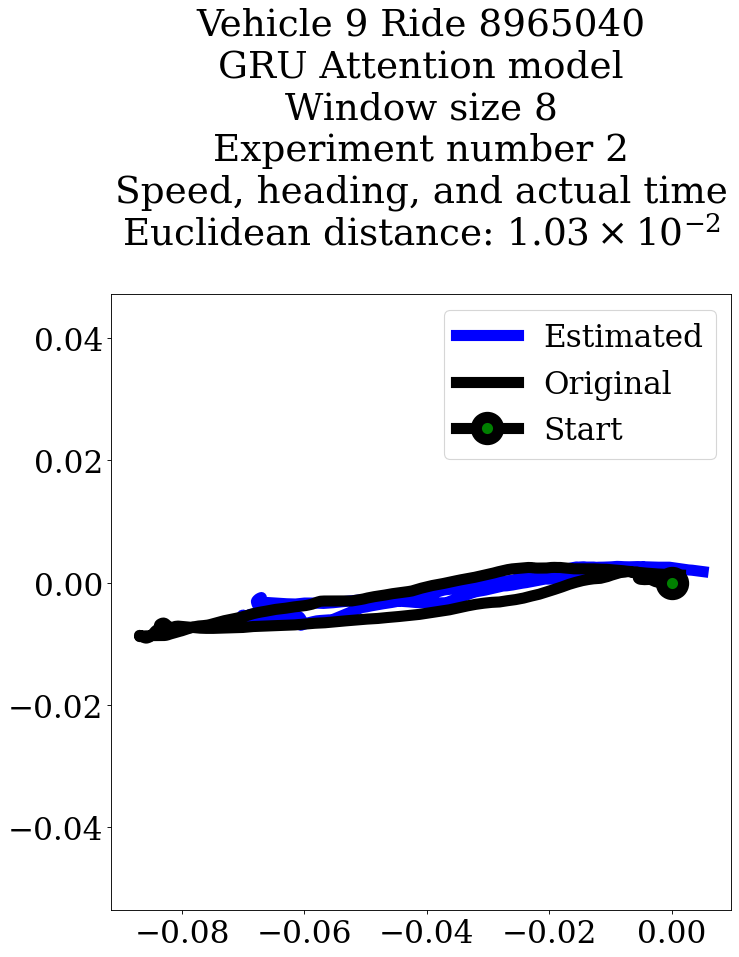 Vehicle 9 Ride 8965040
GRU Attention model
Window size 8
Experiment number 2
Speed, heading, and actual time
Euclidean distance: 1.03 × 10⁻²
Estimated
Original
Start
0.04
0.02
0.00
−0.02
−0.04
−0.08 −0.06 −0.04 −0.02 0.00